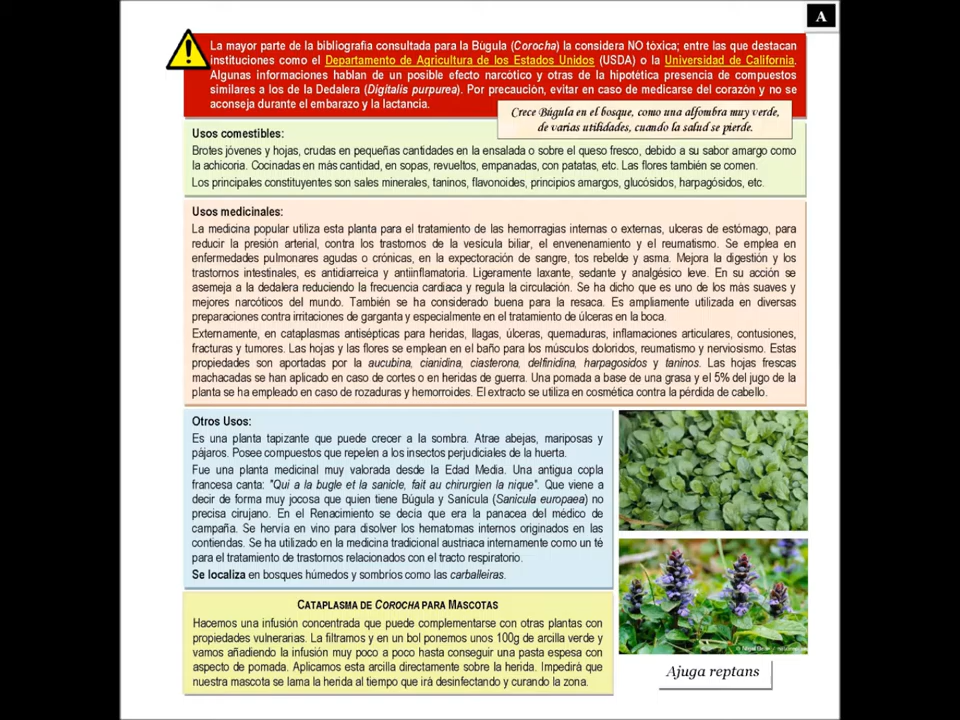 A
La mayor parte de la bibliografía consultada para la Búgula (Corocha) la considera NO tóxica; entre las que destacan
instituciones como el Departamento de Agricultura de los Estados Unidos (USDA) o la Universidad de California.
Algunas informaciones hablan de un posible efecto narcótico y otras de la hipotética presencia de compuestos
similares a los de la Dedalera (Digitalis purpurea). Por precaución, evitar en caso de medicarse del corazón y no se
aconseja durante el embarazo y la lactancia.
Crece Búgula en el bosque, como una alfombra muy verde,
de varias utilidades, cuando la salud se pierde.
Usos comestibles:
Brotes jóvenes y hojas, crudas en pequeñas cantidades en la ensalada o sobre el queso fresco, debido a su sabor amargo como
la achicoria. Cocinadas en más cantidad, en sopas, revueltos, empanadas, con patatas, etc. Las flores también se comen.
Los principales constituyentes son sales minerales, taninos, flavonoides, principios amargos, glucósidos, harpagósidos, etc.
Usos medicinales:
La medicina popular utiliza esta planta para el tratamiento de las hemorragias internas o externas, ulceras de estómago, para
reducir la presión arterial, contra los trastornos de la vesicula biliar, el envenenamiento y el reumatismo. Se emplea en
enfermedades pulmonares agudas o crónicas, en la expectoración de sangre, tos rebelde y asma. Mejora la digestión y los
trastornos intestinales, es antidiarreica y antiinflamatoria. Ligeramente laxante, sedante y analgésico leve. En su acción se
asemeja a la dedalera reduciendo la frecuencia cardiaca y regula la circulación. Se ha dicho que es uno de los más suaves y
mejores narcóticos del mundo. También se ha considerado buena para la resaca. Es ampliamente utilizada en diversas
preparaciones contra irritaciones de garganta y especialmente en el tratamiento de úlceras en la boca.
Externamente, en cataplasmas antisépticas para heridas, llagas, úlceras, quemaduras, inflamaciones articulares, contusiones,
fracturas y tumores. Las hojas y las flores se emplean en el baño para los músculos doloridos, reumatismo y nerviosismo. Estas
propiedades son aportadas por la aucubina, cianidina, ciasterona, delfinidina, harpagosidos y taninos. Las hojas frescas
machacadas se han aplicado en caso de cortes o en heridas de guerra. Una pomada a base de una grasa y el 5% del jugo de la
planta se ha empleado en caso de rozaduras y hemorroides. El extracto se utiliza en cosmética contra la pérdida de cabello.
Otros Usos:
Es una planta tapizante que puede crecer a la sombra. Atrae abejas, mariposas y
pájaros. Posee compuestos que repelen a los insectos perjudiciales de la huerta.
Fue una planta medicinal muy valorada desde la Edad Media. Una antigua copla
francesa canta: "Qui a la bugle et la sanicle, fait au chirurgien la nique". Que viene a
decir de forma muy jocosa que quien tiene Búgula y Sanícula (Sanicula europaea) no
precisa cirujano. En el Renacimiento se decía que era la panacea del médico de
campaña. Se hervía en vino para disolver los hematomas internos originados en las
contiendas. Se ha utilizado en la medicina tradicional austriaca internamente como un té
para el tratamiento de trastornos relacionados con el tracto respiratorio.
Se localiza en bosques húmedos y sombríos como las carballeiras.
CATAPLASMA DE COROCHA PARA MASCOTAS
Hacemos una infusión concentrada que puede complementarse con otras plantas con
propiedades vulnerarias. La filtramos y en un bol ponemos unos 100g de arcilla verde y
vamos añadiendo la infusión muy poco a poco hasta conseguir una pasta espesa con
aspecto de pomada. Aplicamos esta arcilla directamente sobre la herida. Impedirá que
nuestra mascota se lama la herida al tiempo que irá desinfectando y curando la zona.
Ajuga reptans